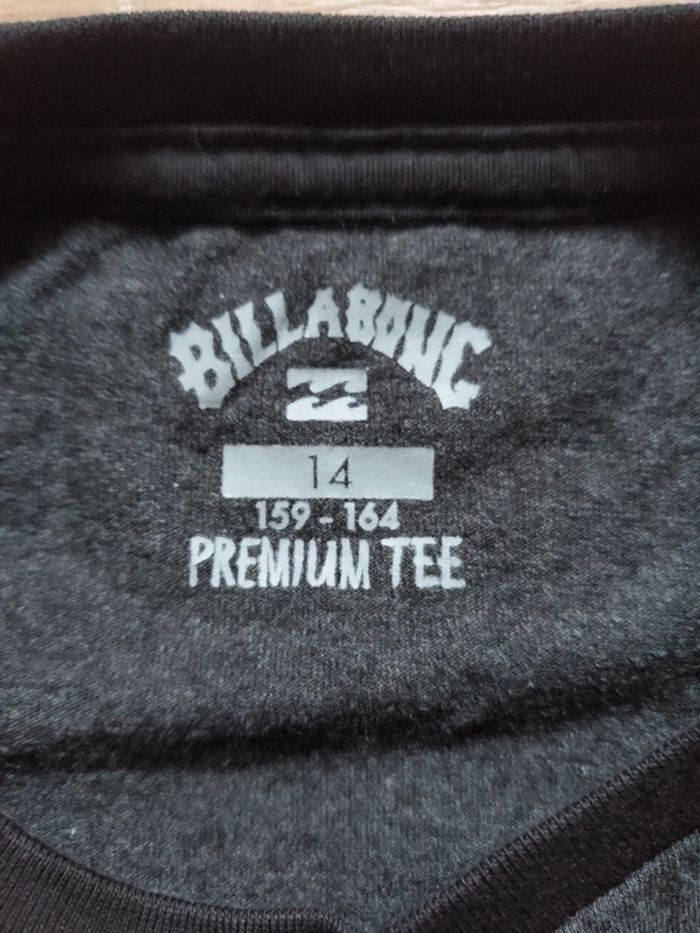 BILLABONG
14
159 - 164
PREMIUM TEE